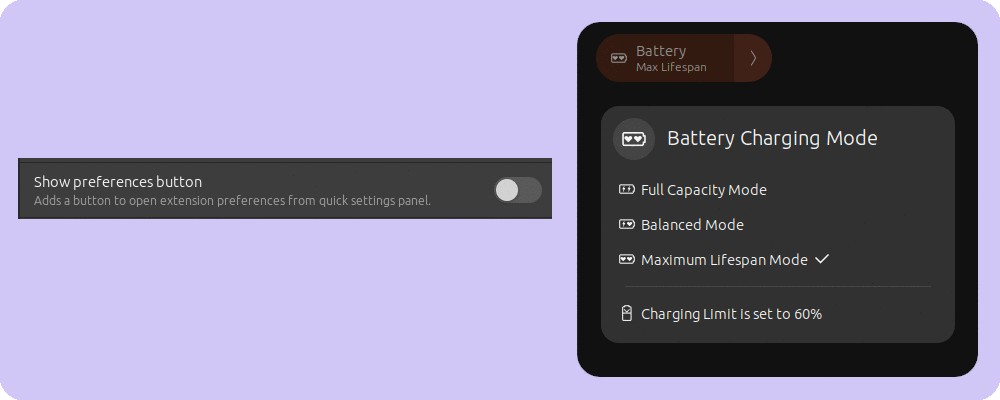 Show preferences button
Adds a button to open extension preferences from quick settings panel.
Battery
Max Lifespan
Battery Charging Mode
Full Capacity Mode
Balanced Mode
Maximum Lifespan Mode
Charging Limit is set to 60%